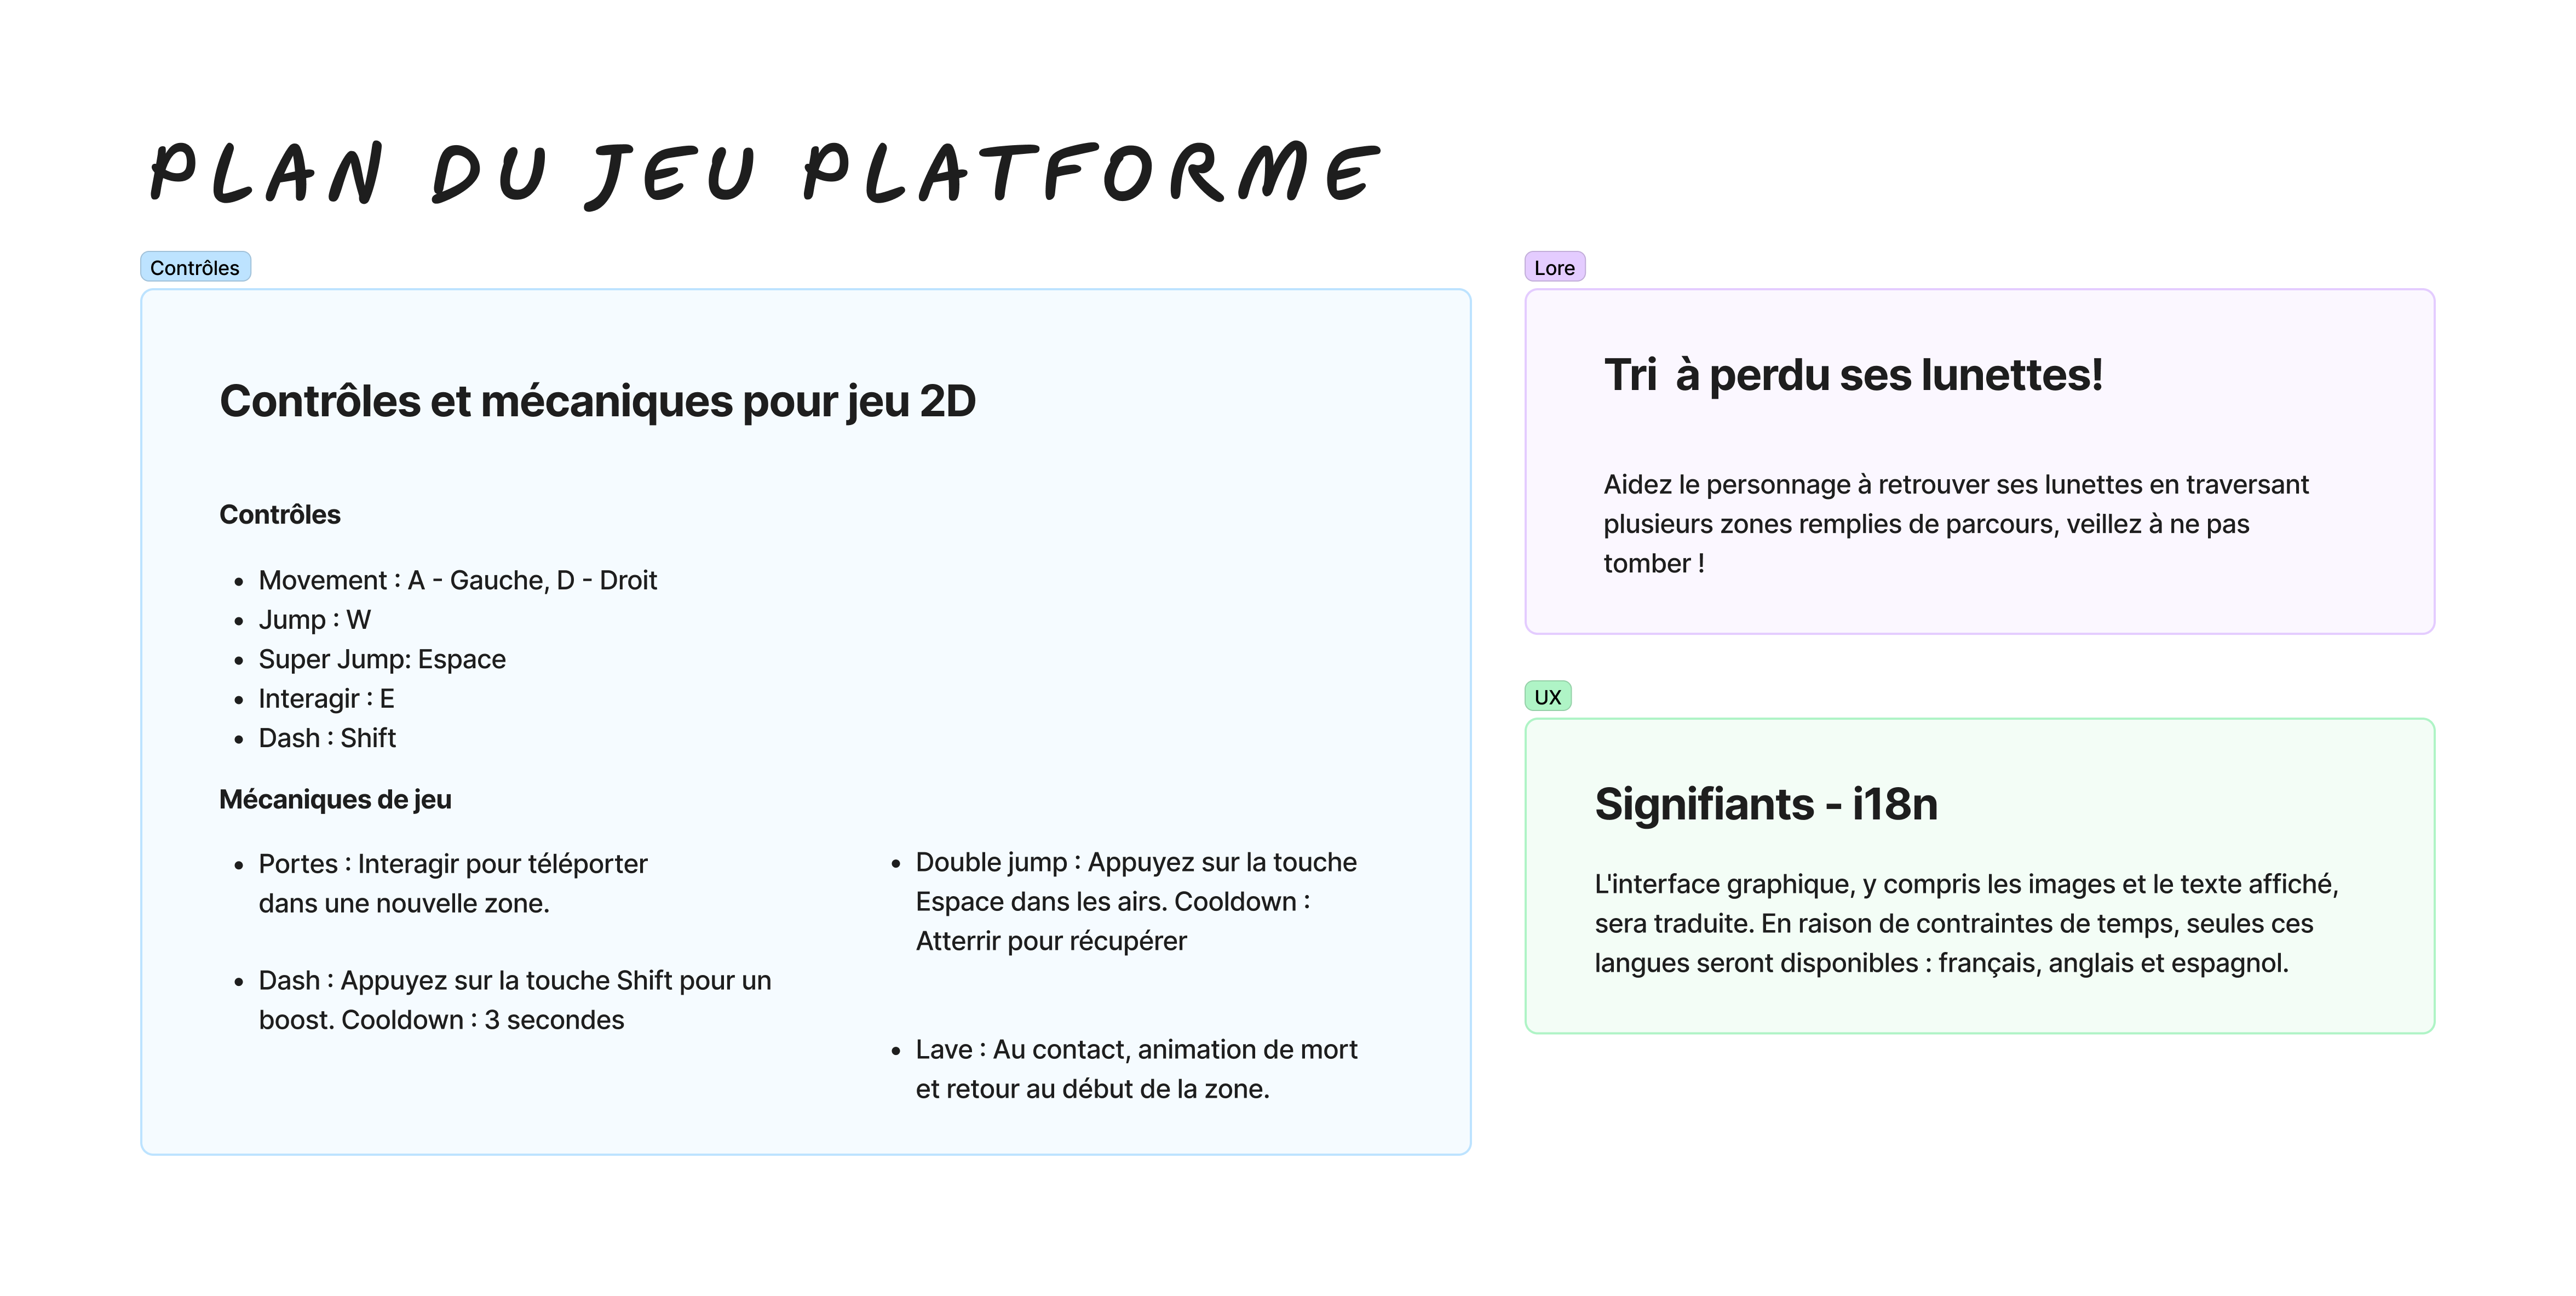 PLAN DU JEU PLATFORME
Contrôles
Contrôles et mécaniques pour jeu 2D
Contrôles
• Movement : A - Gauche, D - Droit
• Jump : W
• Super Jump: Espace
• Interagir : E
• Dash : Shift
Mécaniques de jeu
• Portes : Interagir pour téléporter
dans une nouvelle zone.
• Dash : Appuyez sur la touche Shift pour un
boost. Cooldown : 3 secondes
• Double jump : Appuyez sur la touche
Espace dans les airs. Cooldown :
Atterrir pour récupérer
• Lave : Au contact, animation de mort
et retour au début de la zone.
Lore
Tri  à perdu ses lunettes!
Aidez le personnage à retrouver ses lunettes en traversant
plusieurs zones remplies de parcours, veillez à ne pas
tomber !
UX
Signifiants - i18n
L'interface graphique, y compris les images et le texte affiché,
sera traduite. En raison de contraintes de temps, seules ces
langues seront disponibles : français, anglais et espagnol.